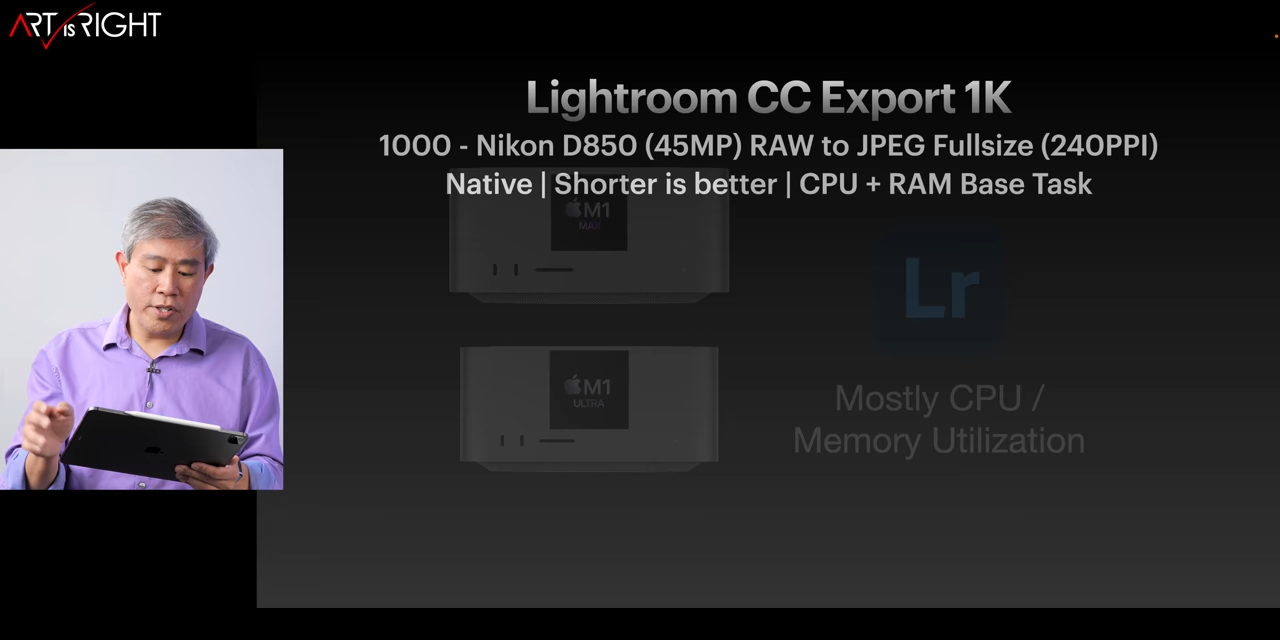 ART IS RIGHT
Lightroom CC Export 1K
1000 - Nikon D850 (45MP) RAW to JPEG Fullsize (240PPI)
Native | Shorter is better | CPU + RAM Base Task
M1
MAX
Lr
M1
ULTRA
Mostly CPU /
Memory Utilization